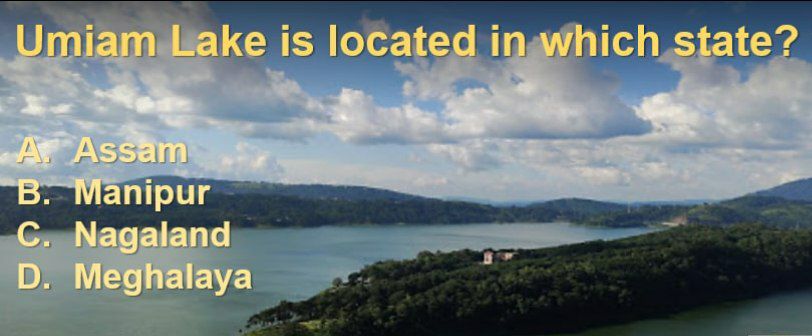 Umiam Lake is located in which state?
A. Assam
B. Manipur
C. Nagaland
D. Meghalaya